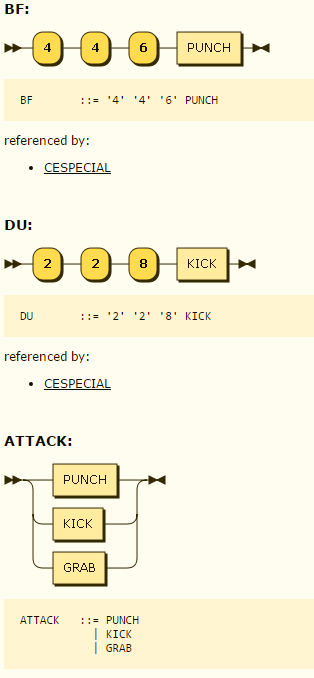 BF:
4 4 6 PUNCH
BF ::= '4' '4' '6' PUNCH
referenced by:
• CESPECIAL
DU:
2 2 8 KICK
DU ::= '2' '2' '8' KICK
referenced by:
• CESPECIAL
ATTACK:
PUNCH
KICK
GRAB
ATTACK ::= PUNCH
| KICK
| GRAB